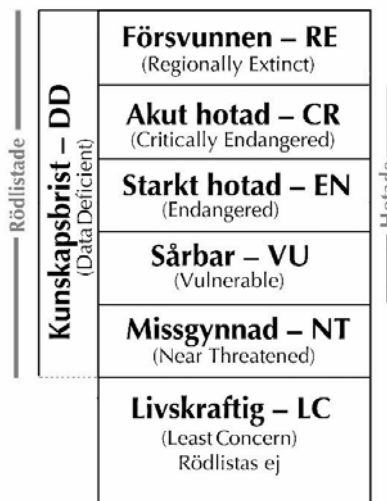 Rödlistade
Kunskapsbrist – DD
(Data Deficient)
Försvunnen – RE
(Regionally Extinct)
Akut hotad – CR
(Critically Endangered)
Starkt hotad – EN
(Endangered)
Sårbar – VU
(Vulnerable)
Missgynnad – NT
(Near Threatened)
Livskraftig – LC
(Least Concern)
Rödlistas ej